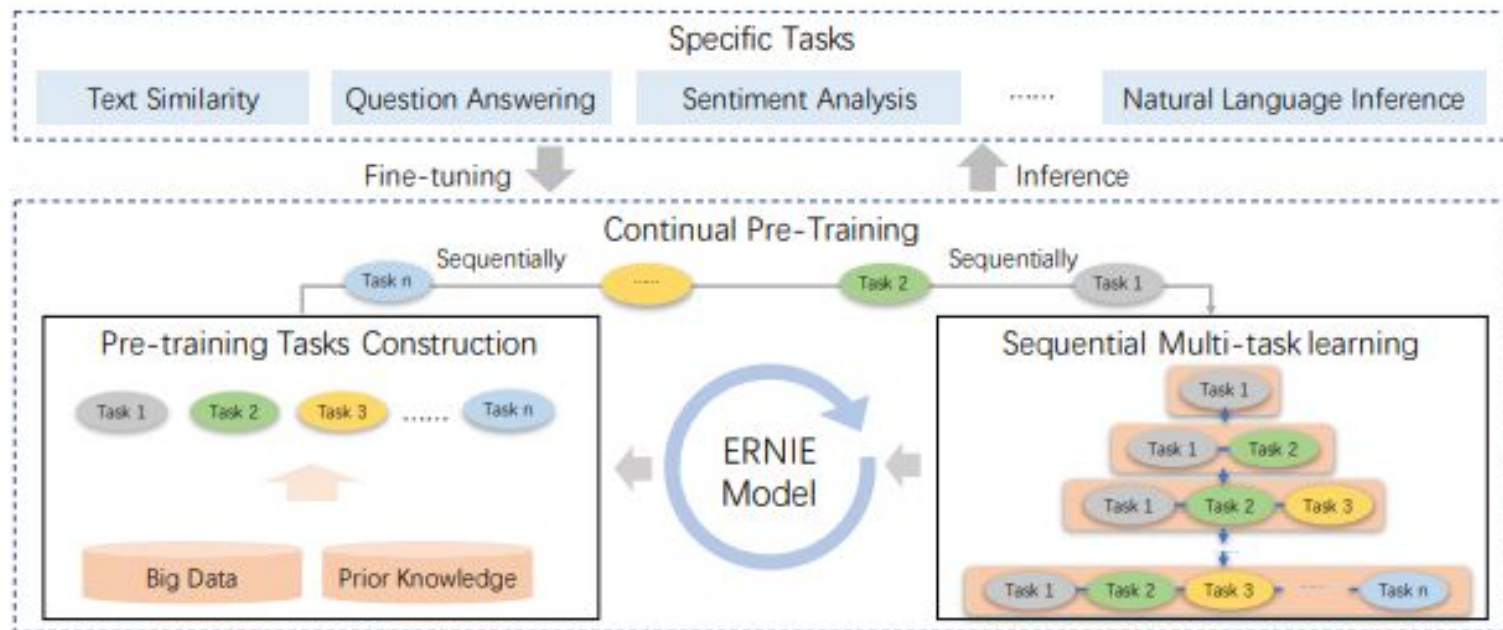 Specific Tasks
Text Similarity Question Answering Sentiment Analysis ...... Natural Language Inference
Fine-tuning Inference
Continual Pre-Training
Sequentially Sequentially
Task n ...... Task 2 Task 1
Pre-training Tasks Construction
Task 1 Task 2 Task 3 ...... Task n
Big Data Prior Knowledge
ERNIE
Model
Sequential Multi-task learning
Task 1
Task 1 Task 2
Task 1 Task 2 Task 3
......
Task 1 Task 2 Task 3 ...... Task n